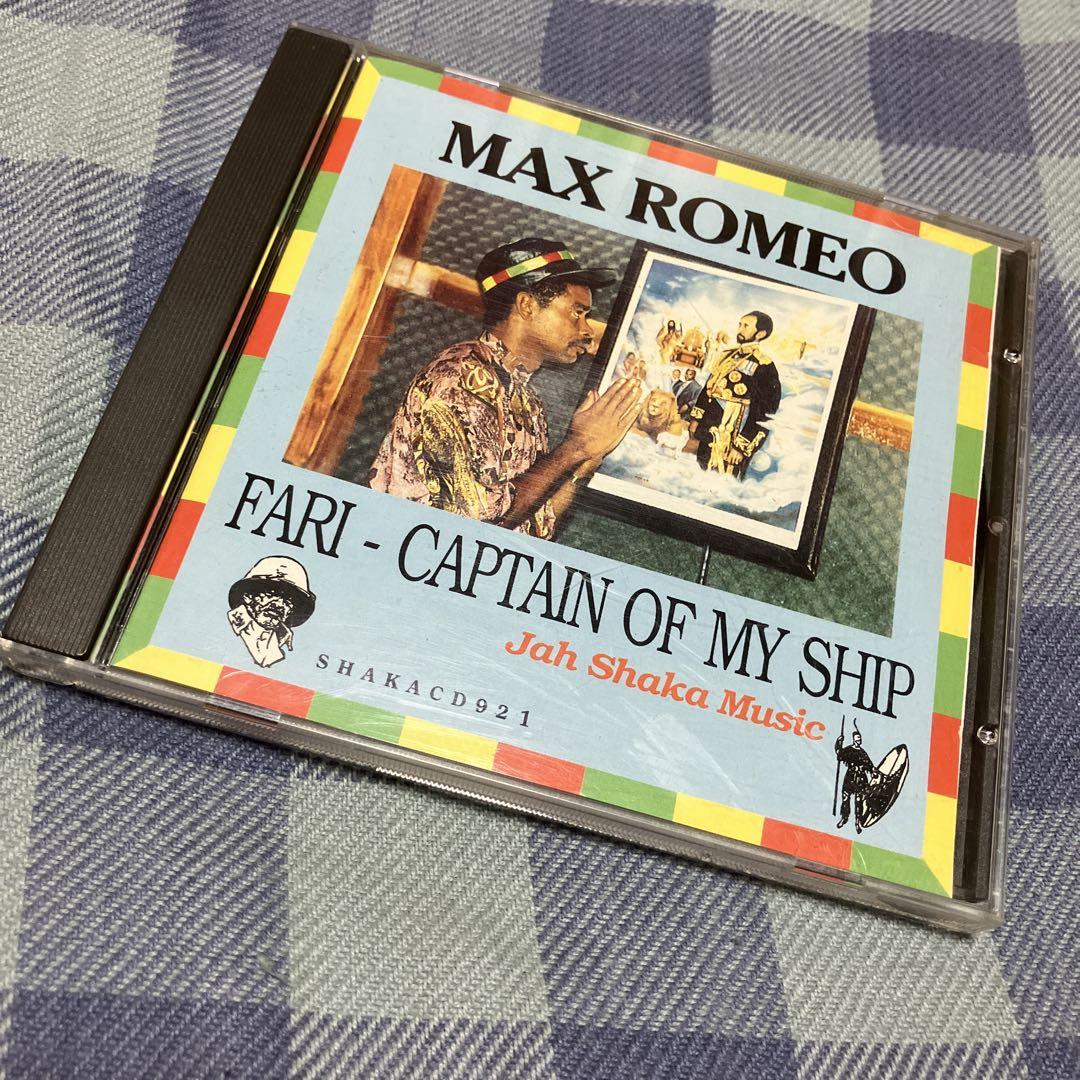 MAX ROMEO
FARI - CAPTAIN OF MY SHIP
Jah Shaka Music
SHAKACD921